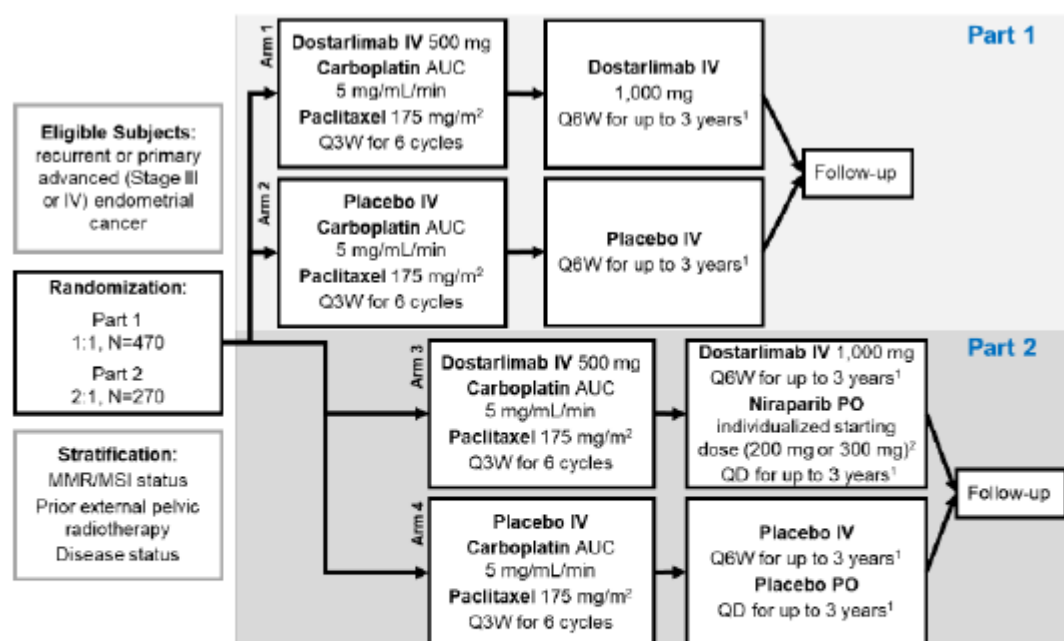 Eligible Subjects:
recurrent or primary
advanced (Stage III
or IV) endometrial
cancer
Randomization:
Part 1
1:1, N=470
Part 2
2:1, N=270
Stratification:
MMR/MSI status
Prior external pelvic
radiotherapy
Disease status
Part 1
Arm 1
Dostarlimab IV 500 mg
Carboplatin AUC
5 mg/mL/min
Paclitaxel 175 mg/m²
Q3W for 6 cycles
Dostarlimab IV
1,000 mg
Q6W for up to 3 years¹
Arm 2
Placebo IV
Carboplatin AUC
5 mg/mL/min
Paclitaxel 175 mg/m²
Q3W for 6 cycles
Placebo IV
Q6W for up to 3 years¹
Follow-up
Part 2
Arm 3
Dostarlimab IV 500 mg
Carboplatin AUC
5 mg/mL/min
Paclitaxel 175 mg/m²
Q3W for 6 cycles
Dostarlimab IV 1,000 mg
Q6W for up to 3 years¹
Niraparib PO
individualized starting
dose (200 mg or 300 mg)²
QD for up to 3 years¹
Arm 4
Placebo IV
Carboplatin AUC
5 mg/mL/min
Paclitaxel 175 mg/m²
Q3W for 6 cycles
Placebo IV
Q6W for up to 3 years¹
Placebo PO
QD for up to 3 years¹
Follow-up